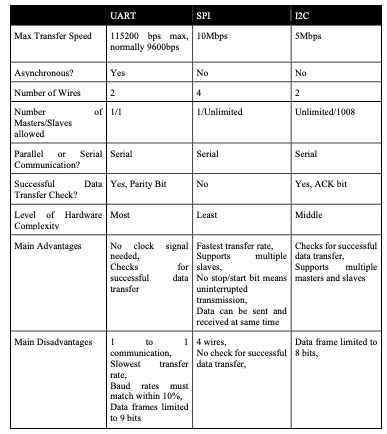 UART SPI I2C
Max Transfer Speed 115200 bps max, 10Mbps 5Mbps
normally 9600bps
Asynchronous? Yes No No
Number of Wires 2 4 2
Number of 1/1 1/Unlimited Unlimited/1008
Masters/Slaves
allowed
Parallel or Serial Serial Serial Serial
Communication?
Successful Data Yes, Parity Bit No Yes, ACK bit
Transfer Check?
Level of Hardware Most Least Middle
Complexity
Main Advantages No clock signal Fastest transfer rate, Checks for successful
needed, Supports multiple data transfer,
Checks for slaves, Supports multiple
successful data No stop/start bit means masters and slaves
transfer uninterrupted
transmission,
Data can be sent and
received at same time
Main Disadvantages 1 to 1 4 wires, Data frame limited to
communication, No check for successful 8 bits,
Slowest transfer data transfer,
rate,
Baud rates must
match within 10%,
Data frames limited
to 9 bits